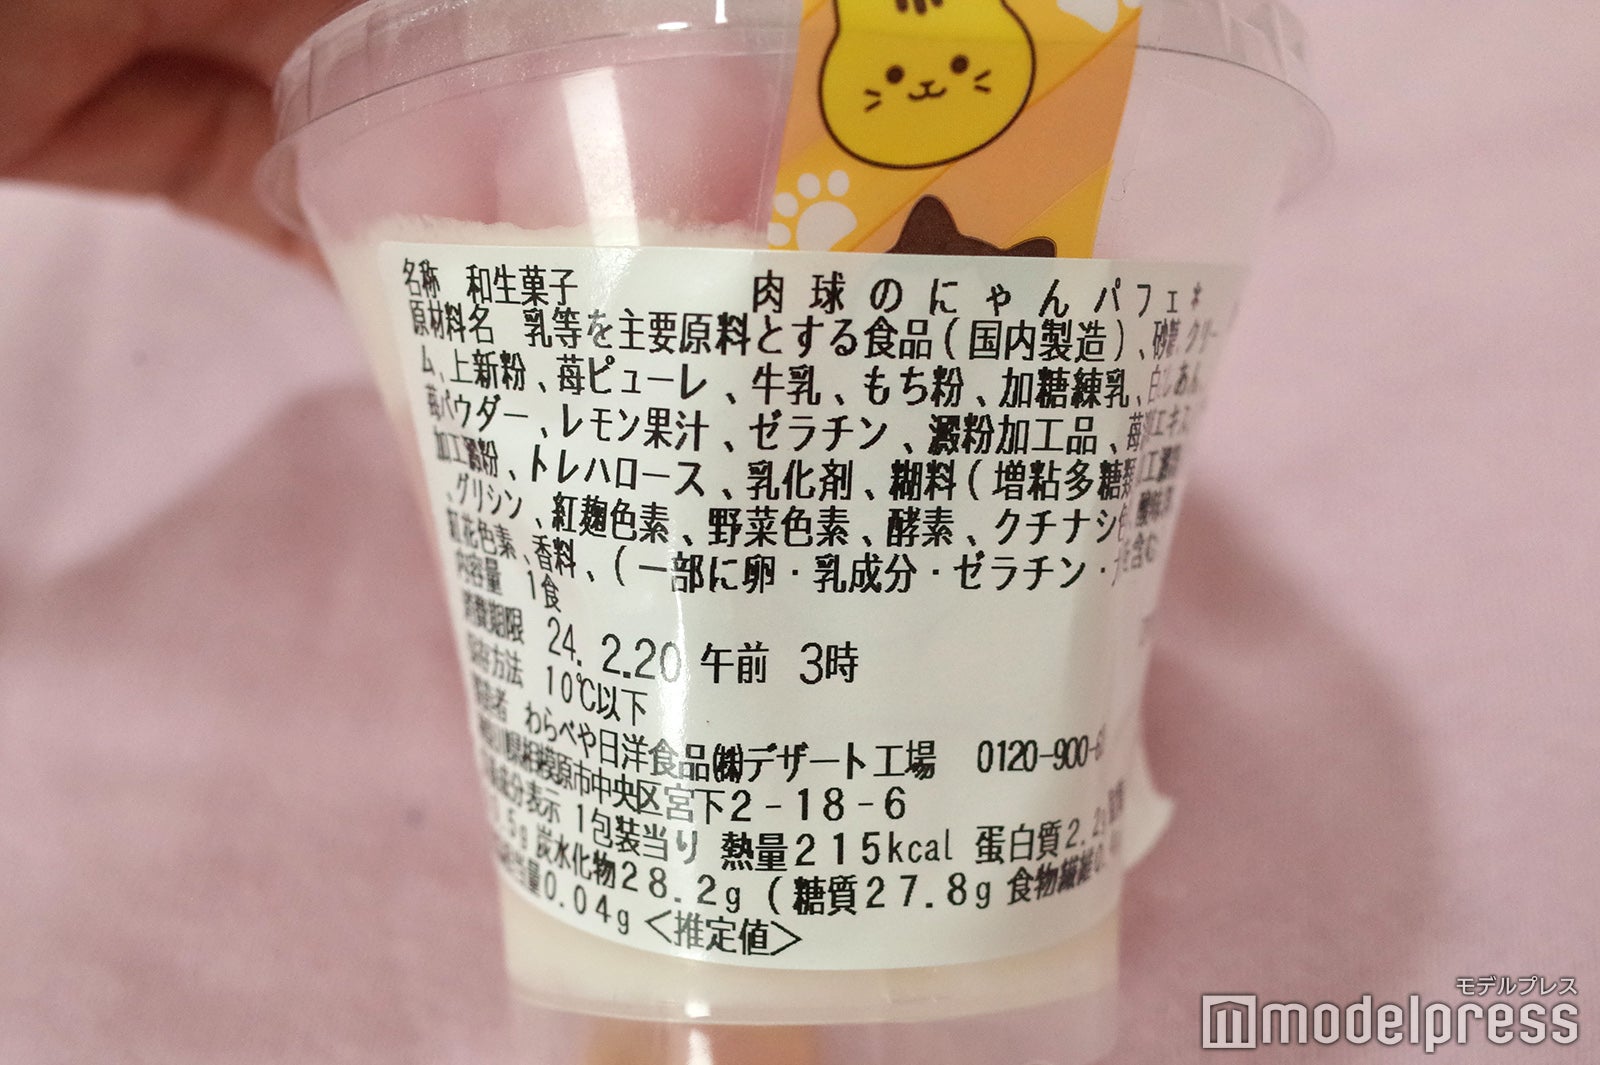 名称 和生菓子 肉球のにゃんパフェ
原材料名 乳等を主要原料とする食品(国内製造)、砂糖、クリー
ム、上新粉、苺ピューレ、牛乳、もち粉、加糖練乳、白あん、
苺パウダー、レモン果汁、ゼラチン、澱粉加工品、
加工澱粉、トレハロース、乳化剤、糊料(増粘多糖類
、グリシン、紅麹色素、野菜色素、酵素、クチナシ
紅花色素、香料、(一部に卵・乳成分・ゼラチン・ を含む
内容量 1食
消費期限 24. 2.20 午前 3時
保存方法 10℃以下
製造者 わらべや日洋食品㈱デザート工場 0120-900-
相模原市中央区宮下2-18-6
成分表示 1包装当り 熱量215kcal 蛋白質2.2g
5g 炭水化物28.2g (糖質27.8g 食物繊維0.
量0.04g <推定値>
モデルプレス
modelpress